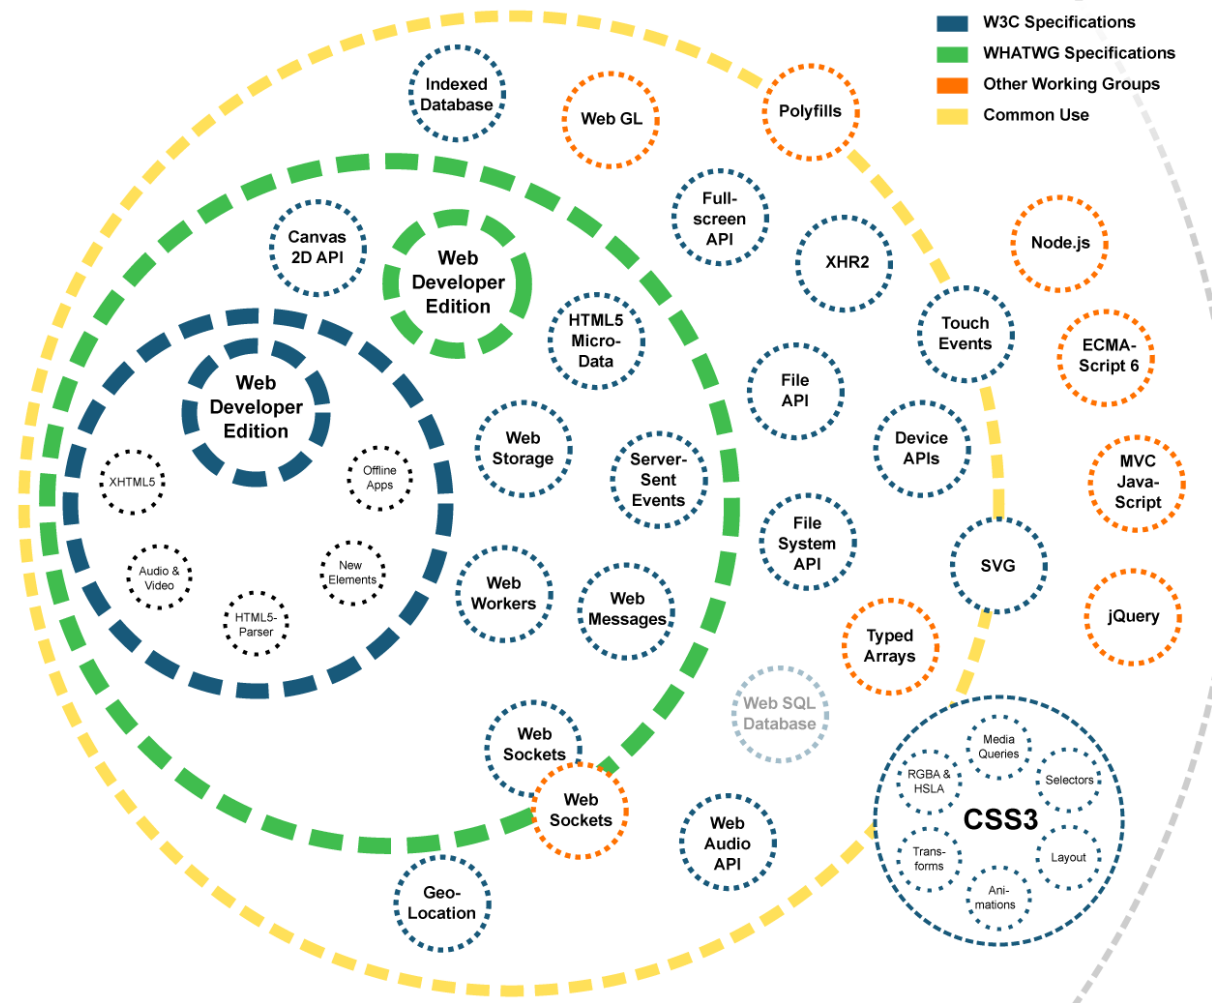 W3C Specifications
WHATWG Specifications
Other Working Groups
Common Use
Indexed
Database
Web GL
Polyfills
Full-
screen
API
XHR2
Node.js
Canvas
2D API
Web
Developer
Edition
HTML5
Micro-
Data
Touch
Events
ECMA-
Script 6
File
API
Web
Developer
Edition
Web
Storage
Server-
Sent
Events
Device
APIs
MVC
Java-
Script
XHTML5
Offline
Apps
File
System
API
SVG
Audio &
Video
New
Elements
HTML5-
Parser
Web
Workers
Web
Messages
Typed
Arrays
jQuery
Web SQL
Database
Web
Sockets
Web
Sockets
Web
Audio
API
Geo-
Location
Media
Queries
RGBA &
HSLA
Selectors
CSS3
Trans-
forms
Layout
Ani-
mations